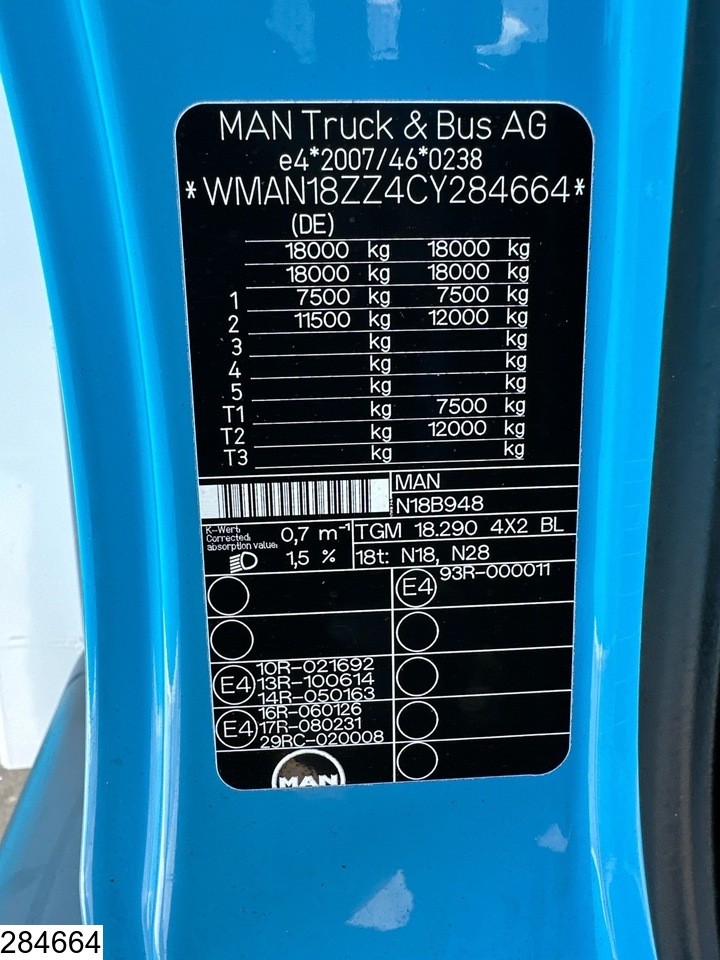 MAN Truck & Bus AG
e4*2007/46*0238
*WMAN18ZZ4CY284664*
(DE)
18000 kg 18000 kg
18000 kg 18000 kg
1 7500 kg 7500 kg
2 11500 kg 12000 kg
3 kg kg
4 kg kg
5 kg kg
T1 kg 7500 kg
T2 kg 12000 kg
T3 kg kg
MAN
N18B948
K-Wert:
Corrected
absorption value:
0,7 m⁻¹
1,5 %
TGM 18.290 4X2 BL
18t: N18, N28
E4 93R-000011
E4
10R-021692
13R-100614
14R-050163
E4
16R-060126
17R-080231
29RC-020008
MAN
284664